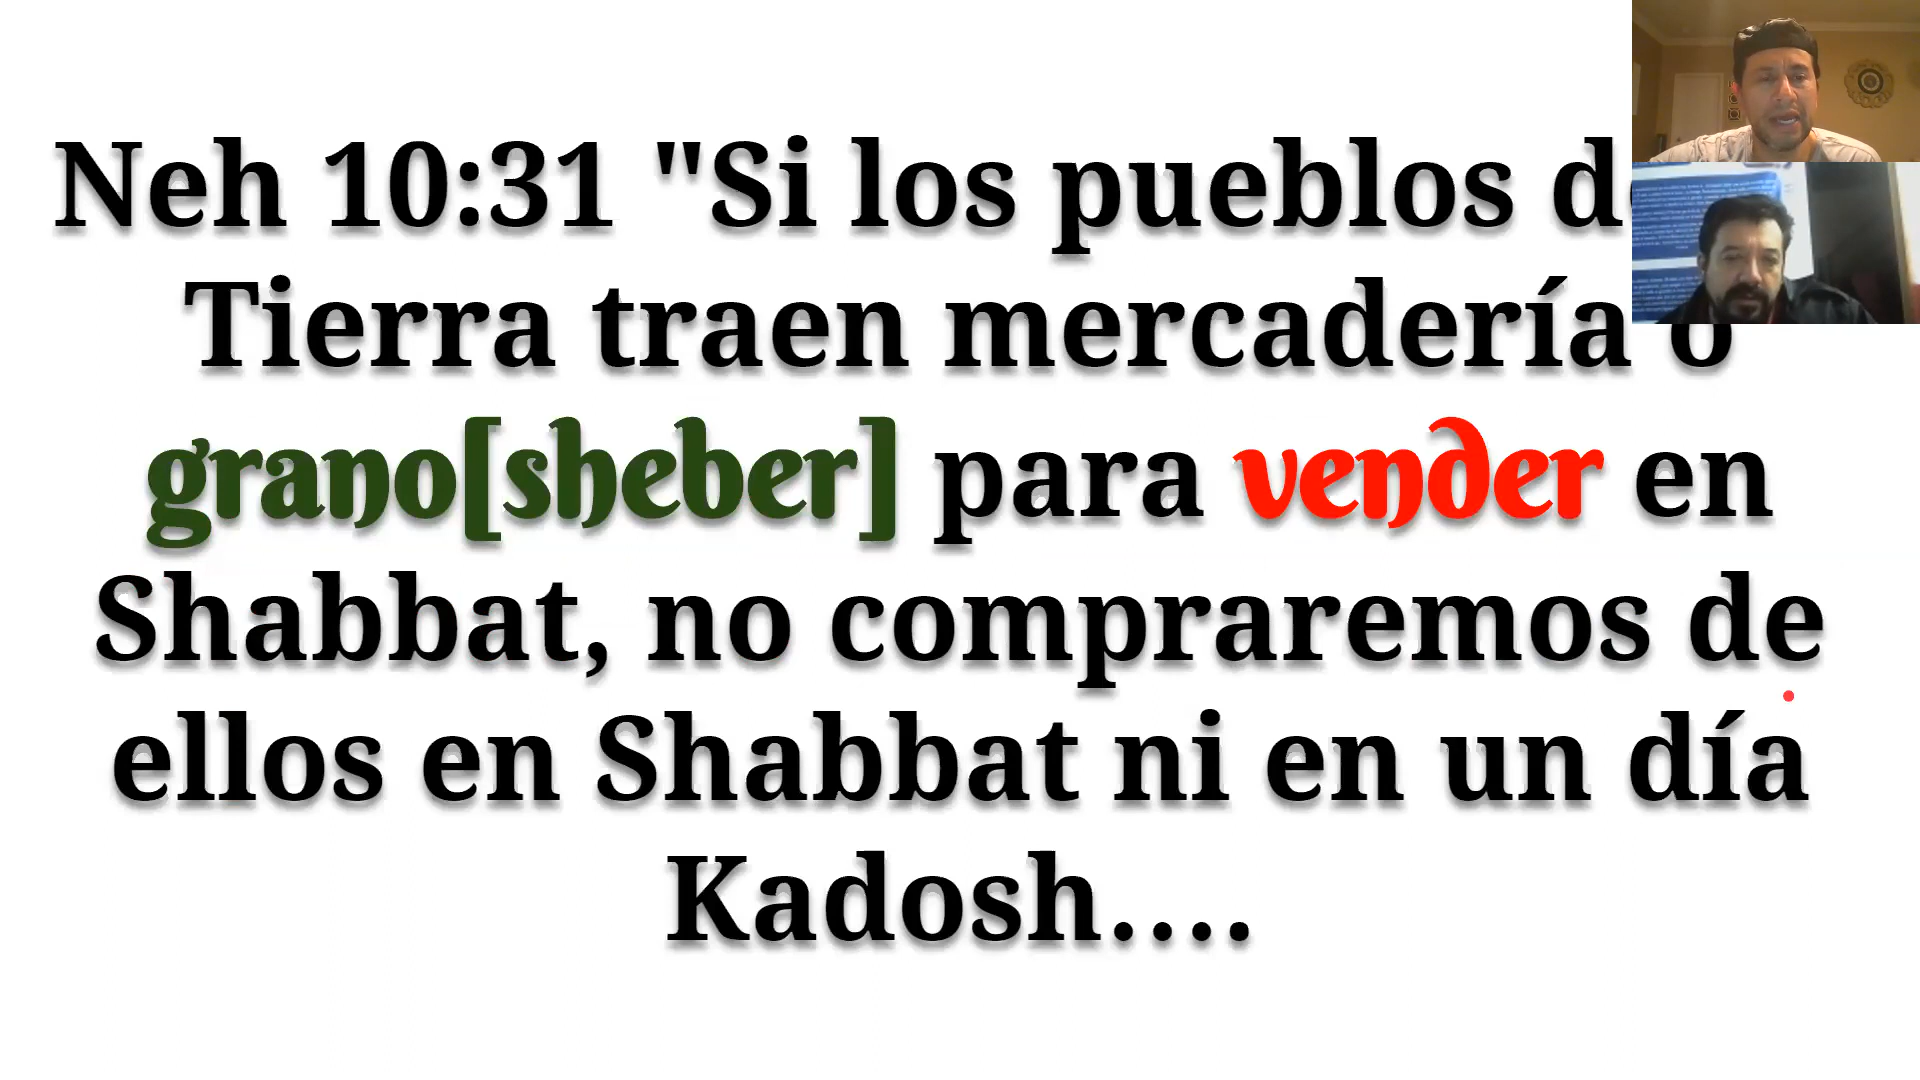 Neh 10:31 "Si los pueblos d
Tierra traen mercadería o
grano[sheber] para vender en
Shabbat, no compraremos de
ellos en Shabbat ni en un día
Kadosh....